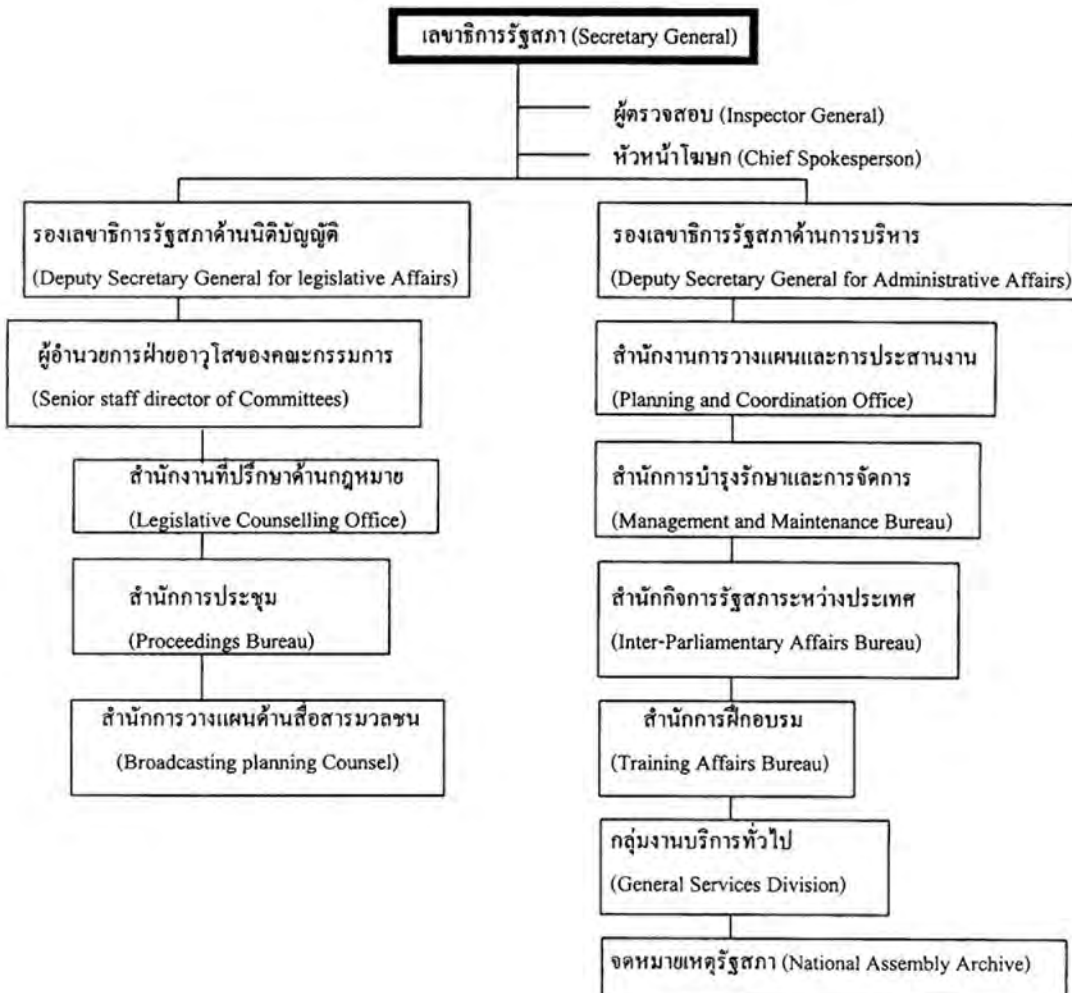 เลขาธิการรัฐสภา (Secretary General)
ผู้ตรวจสอบ (Inspector General)
หัวหน้าโฆษก (Chief Spokesperson)
รองเลขาธิการรัฐสภาด้านนิติบัญญัติ
(Deputy Secretary General for legislative Affairs)
ผู้อำนวยการฝ่ายอาวุโสของคณะกรรมการ
(Senior staff director of Committees)
สำนักงานที่ปรึกษาด้านกฎหมาย
(Legislative Counselling Office)
สำนักการประชุม
(Proceedings Bureau)
สำนักการวางแผนด้านสื่อสารมวลชน
(Broadcasting planning Counsel)
รองเลขาธิการรัฐสภาด้านการบริหาร
(Deputy Secretary General for Administrative Affairs)
สำนักงานการวางแผนและการประสานงาน
(Planning and Coordination Office)
สำนักการบำรุงรักษาและการจัดการ
(Management and Maintenance Bureau)
สำนักกิจการรัฐสภาระหว่างประเทศ
(Inter-Parliamentary Affairs Bureau)
สำนักการฝึกอบรม
(Training Affairs Bureau)
กลุ่มงานบริการทั่วไป
(General Services Division)
จดหมายเหตุรัฐสภา (National Assembly Archive)